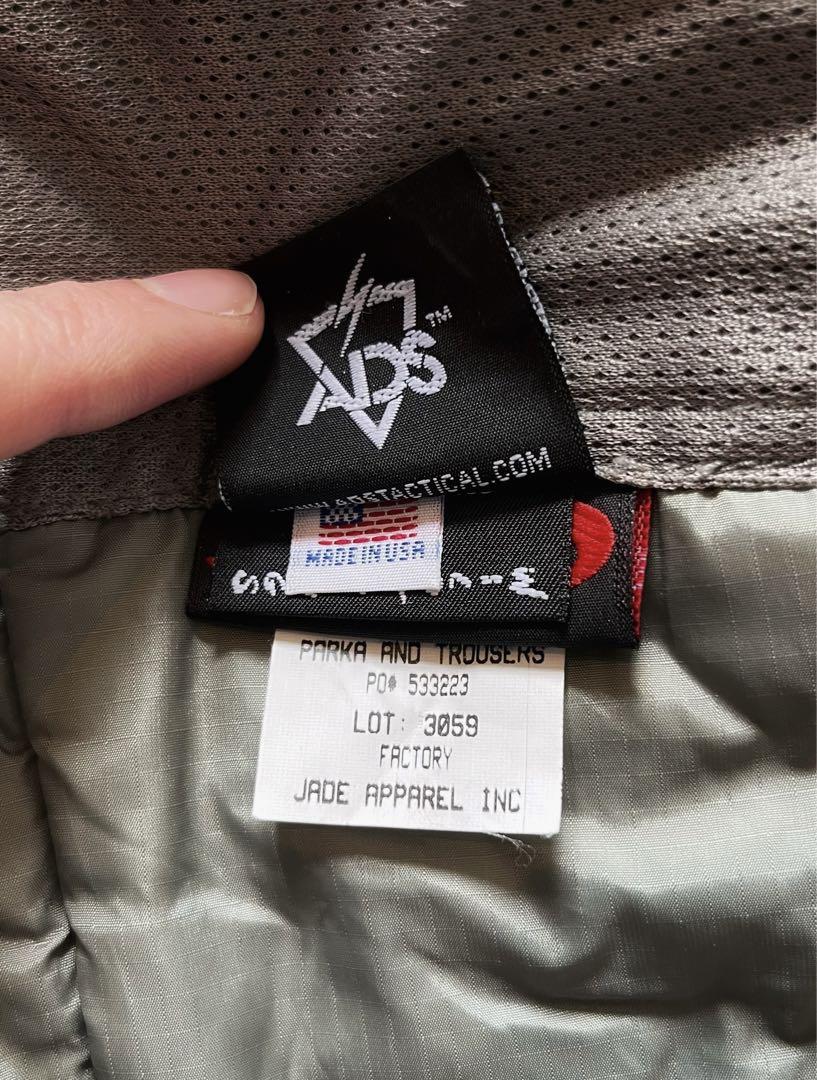 ADS™
WWW.ADSTACTICAL.COM
MADE IN USA
PARKA AND TROUSERS
PO# 533223
LOT: 3059
FACTORY
JADE APPAREL INC